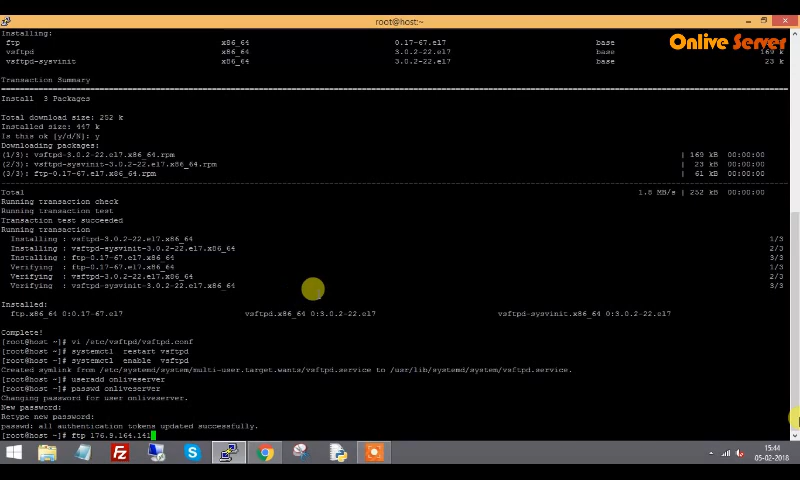 root@host:~
Onlive Server
Installing:
ftp x86_64 0.17-67.el7 base
vsftpd x86_64 3.0.2-22.el7 base 169 k
vsftpd-sysvinit x86_64 3.0.2-22.el7 base 23 k
Transaction Summary
Install 3 Packages
Total download size: 252 k
Installed size: 447 k
Is this ok [y/d/N]: y
Downloading packages:
(1/3): vsftpd-3.0.2-22.el7.x86_64.rpm | 169 kB 00:00:00
(2/3): vsftpd-sysvinit-3.0.2-22.el7.x86_64.rpm | 23 kB 00:00:00
(3/3): ftp-0.17-67.el7.x86_64.rpm | 61 kB 00:00:00
Total 1.8 MB/s | 252 kB 00:00:00
Running transaction check
Running transaction test
Transaction test succeeded
Running transaction
Installing : vsftpd-3.0.2-22.el7.x86_64 1/3
Installing : vsftpd-sysvinit-3.0.2-22.el7.x86_64 2/3
Installing : ftp-0.17-67.el7.x86_64 3/3
Verifying : ftp-0.17-67.el7.x86_64 1/3
Verifying : vsftpd-3.0.2-22.el7.x86_64 2/3
Verifying : vsftpd-sysvinit-3.0.2-22.el7.x86_64 3/3
Installed:
ftp.x86_64 0:0.17-67.el7 vsftpd.x86_64 0:3.0.2-22.el7 vsftpd-sysvinit.x86_64 0:3.0.2-22.el7
Complete!
[root@host ~]# vi /etc/vsftpd/vsftpd.conf
[root@host ~]# systemctl restart vsftpd
[root@host ~]# systemctl enable vsftpd
Created symlink from /etc/systemd/system/multi-user.target.wants/vsftpd.service to /usr/lib/systemd/system/vsftpd.service.
[root@host ~]# useradd onliveserver
[root@host ~]# passwd onliveserver
Changing password for user onliveserver.
New password:
Retype new password:
passwd: all authentication tokens updated successfully.
[root@host ~]# ftp 176.9.164.141
15:44
05-02-2018